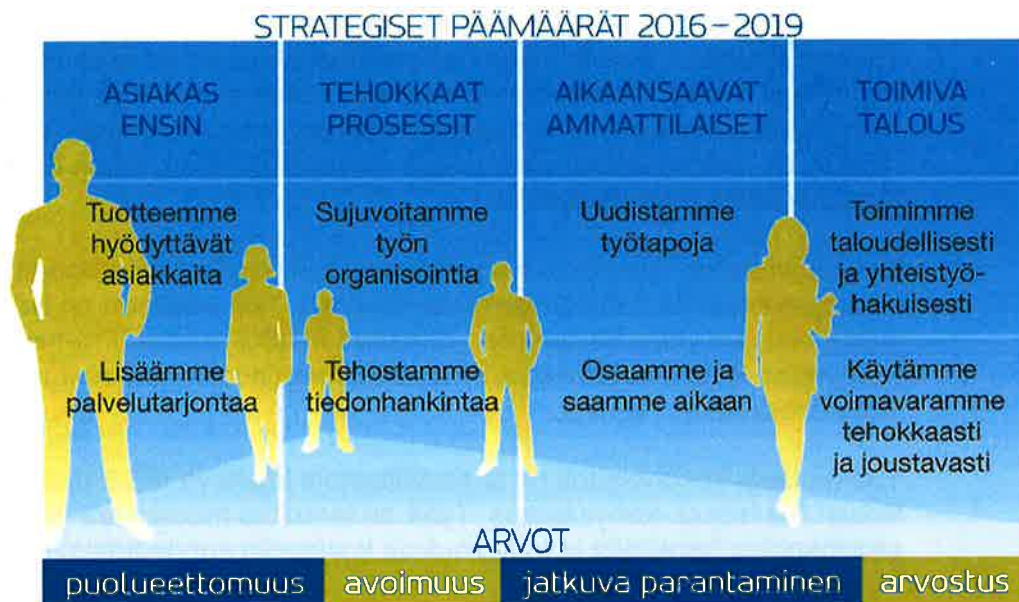 STRATEGISET PÄÄMÄÄRÄT 2016–2019
ASIAKAS
ENSIN
TEHOKKAAT
PROSESSIT
AIKAANSAAVAT
AMMATTILAISET
TOIMIVA
TALOUS
Tuotteemme
hyödyttävät
asiakkaita
Sujuvoitamme
työn
organisointia
Uudistamme
työtapoja
Toimimme
taloudellisesti
ja yhteistyö-
hakuisesti
Lisäämme
palvelutarjontaa
Tehostamme
tiedonhankintaa
Osaamme ja
saamme aikaan
Käytämme
voimavaramme
tehokkaasti
ja joustavasti
ARVOT
puolueettomuus
avoimuus
jatkuva parantaminen
arvostus